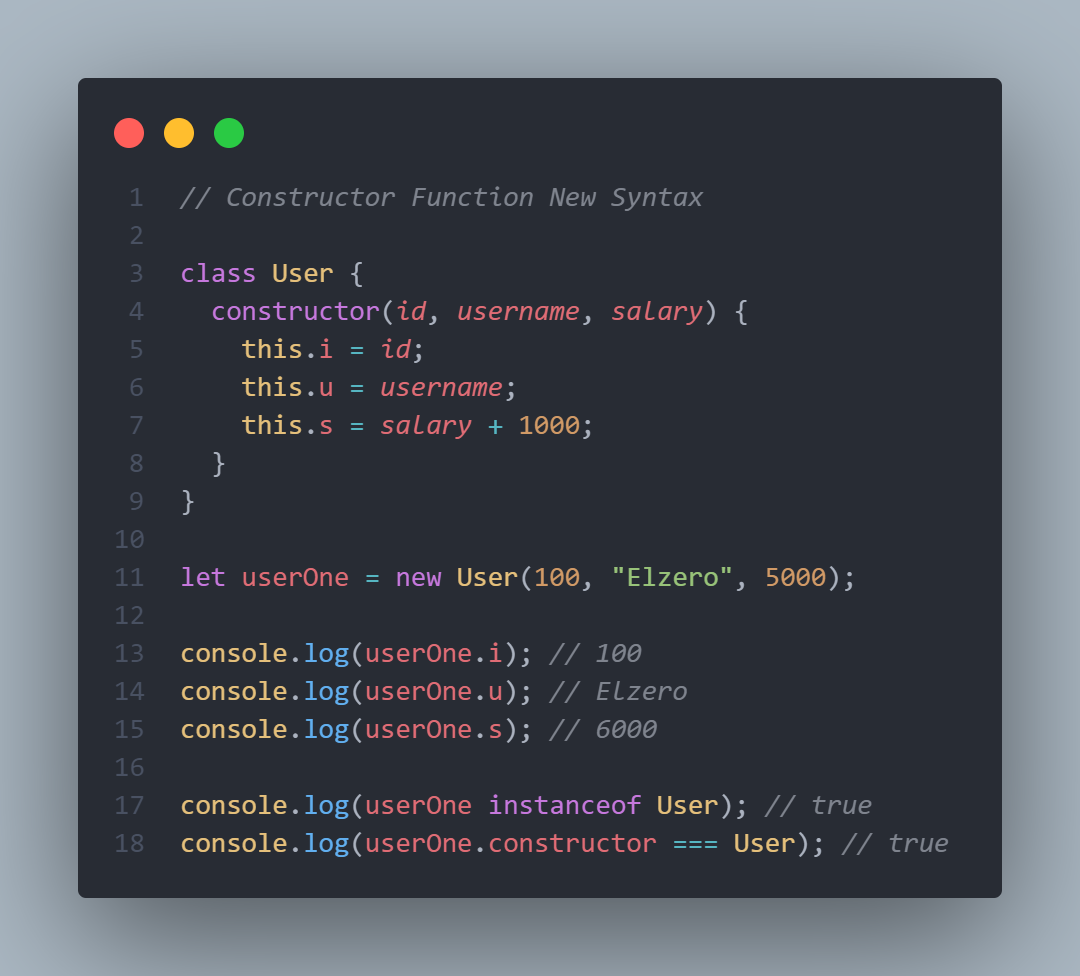 1 // Constructor Function New Syntax
2
3 class User {
4   constructor(id, username, salary) {
5     this.i = id;
6     this.u = username;
7     this.s = salary + 1000;
8   }
9 }
10
11 let userOne = new User(100, "Elzero", 5000);
12
13 console.log(userOne.i); // 100
14 console.log(userOne.u); // Elzero
15 console.log(userOne.s); // 6000
16
17 console.log(userOne instanceof User); // true
18 console.log(userOne.constructor === User); // true